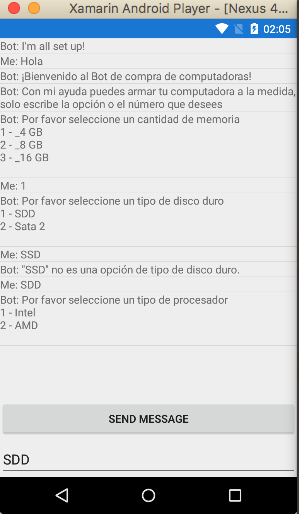 Xamarin Android Player - [Nexus 4...
02:05
Bot: I'm all set up!
Me: Hola
Bot: ¡Bienvenido al Bot de compra de computadoras!
Bot: Con mi ayuda puedes armar tu computadora a la medida,
solo escribe la opción o el número que desees
Bot: Por favor seleccione un cantidad de memoria
1 - _4 GB
2 - _8 GB
3 - _16 GB
Me: 1
Bot: Por favor seleccione un tipo de disco duro
1 - SDD
2 - Sata 2
Me: SSD
Bot: "SSD" no es una opción de tipo de disco duro.
Me: SDD
Bot: Por favor seleccione un tipo de procesador
1 - Intel
2 - AMD
SEND MESSAGE
SDD